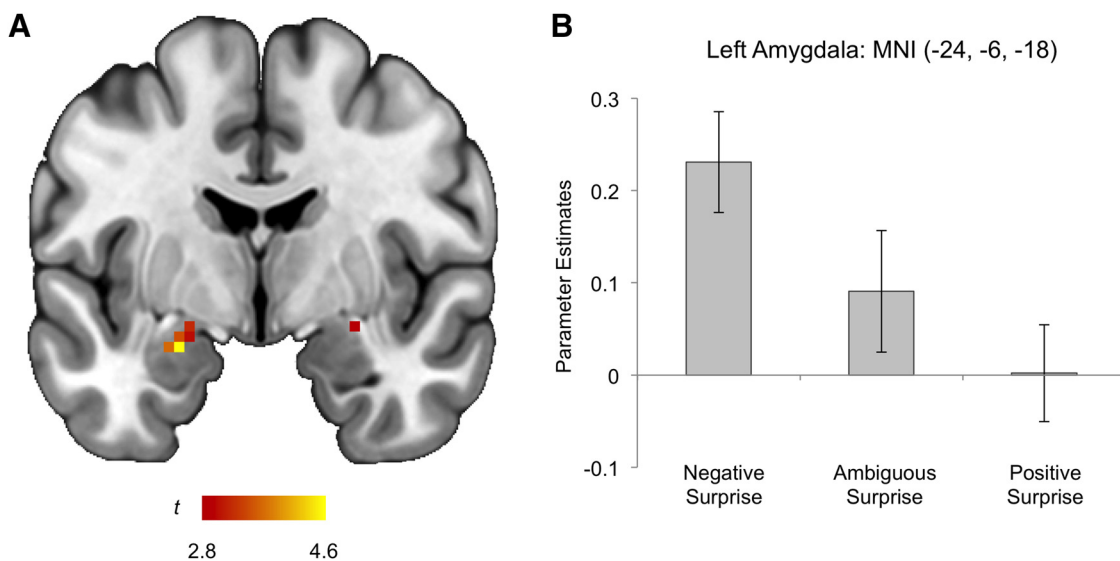 A
t
2.8 4.6
B
Left Amygdala: MNI (-24, -6, -18)
Parameter Estimates
0.3
0.2
0.1
0
-0.1
Negative Surprise
Ambiguous Surprise
Positive Surprise